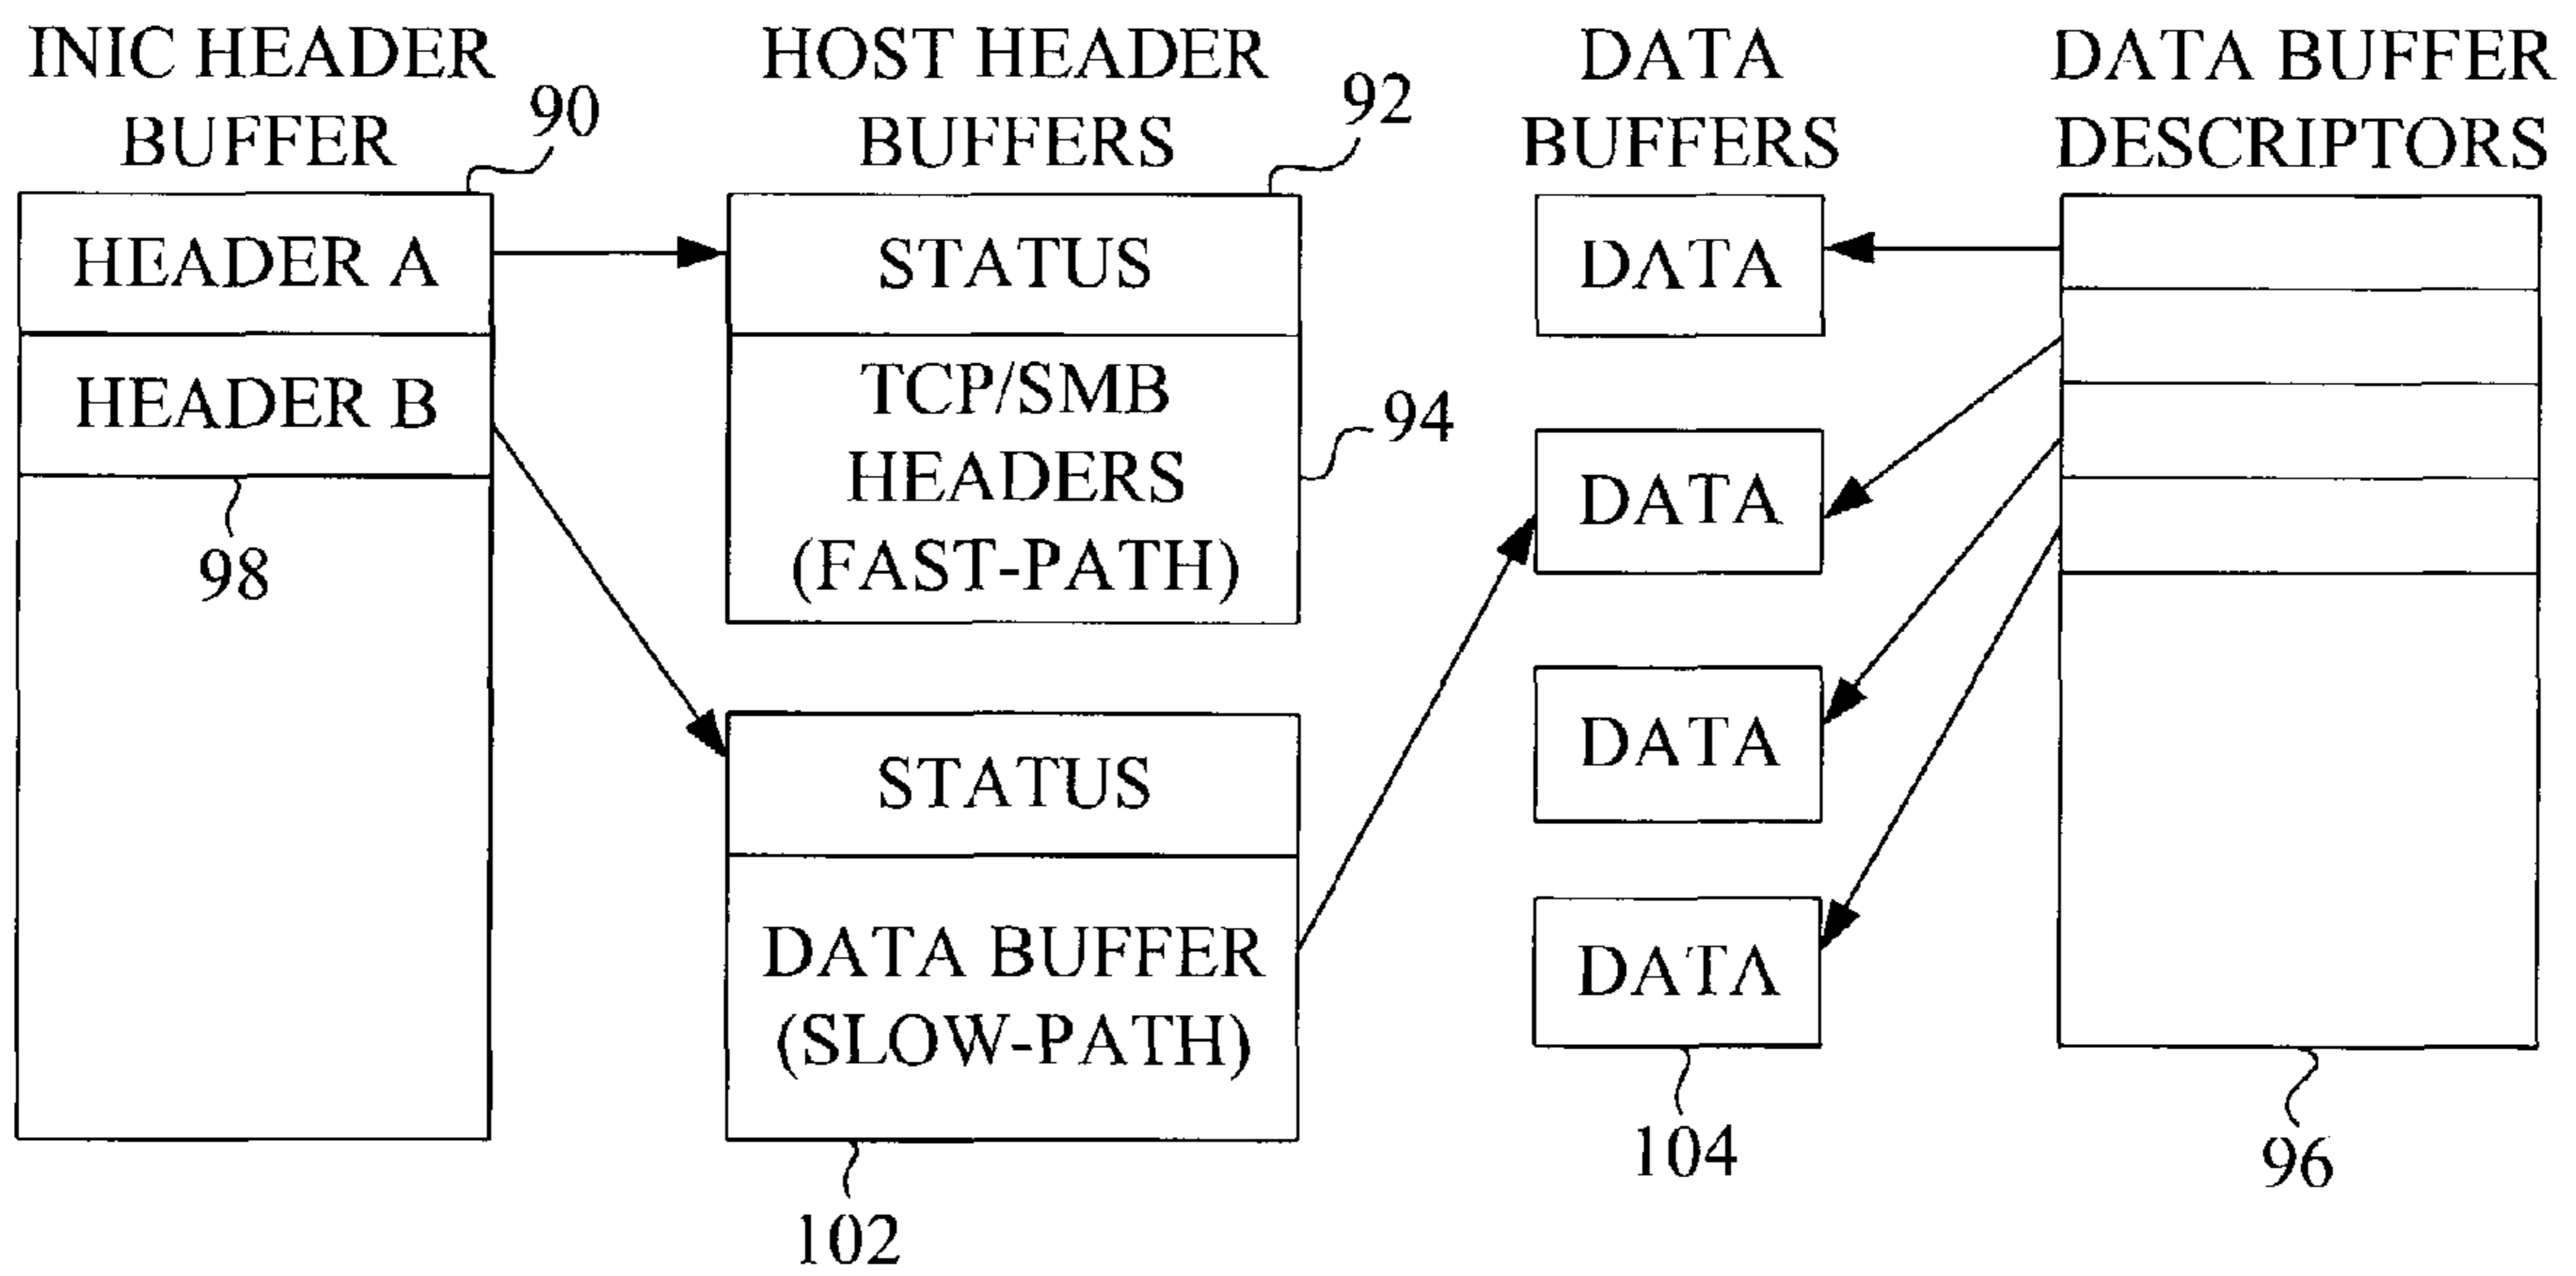 INIC HEADER
BUFFER
90
HEADER A
HEADER B
98
HOST HEADER
BUFFERS
92
STATUS
TCP/SMB
HEADERS
(FAST-PATH)
94
STATUS
DATA BUFFER
(SLOW-PATH)
102
DATA
BUFFERS
DATA
DATA
DATA
DATA
104
DATA BUFFER
DESCRIPTORS
96